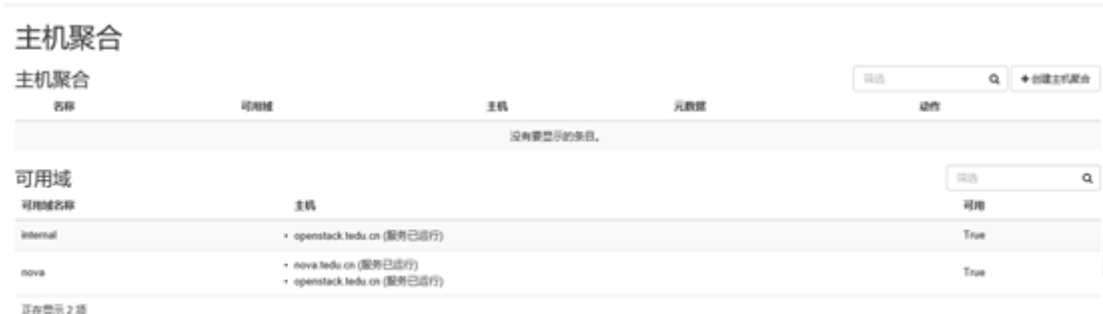 主机聚合
主机聚合
筛选
+创建主机聚合
名称 可用域 主机 元数据 动作
没有要显示的条目。
可用域
筛选
可用域名称 主机 可用
internal • openstack.tedu.cn (服务已运行) True
nova • nova.tedu.cn (服务已运行) True
• openstack.tedu.cn (服务已运行)
正在显示 2 项